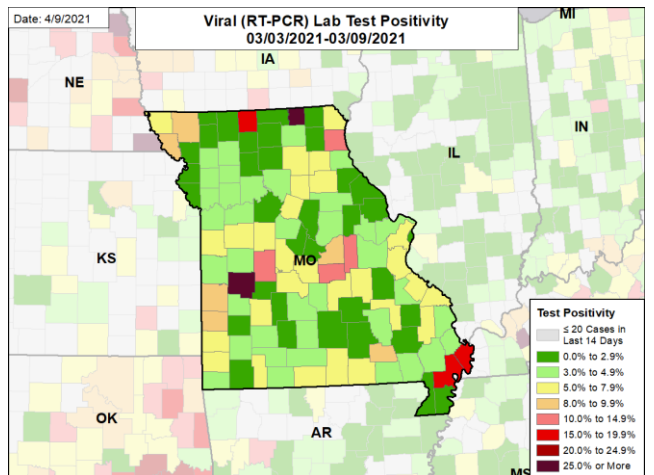 Date: 4/9/2021
Viral (RT-PCR) Lab Test Positivity
03/03/2021-03/09/2021
MI
IA
NE
IL
IN
KS
MO
OK
AR
MS
Test Positivity
≤ 20 Cases in
Last 14 Days
0.0% to 2.9%
3.0% to 4.9%
5.0% to 7.9%
8.0% to 9.9%
10.0% to 14.9%
15.0% to 19.9%
20.0% to 24.9%
25.0% or More